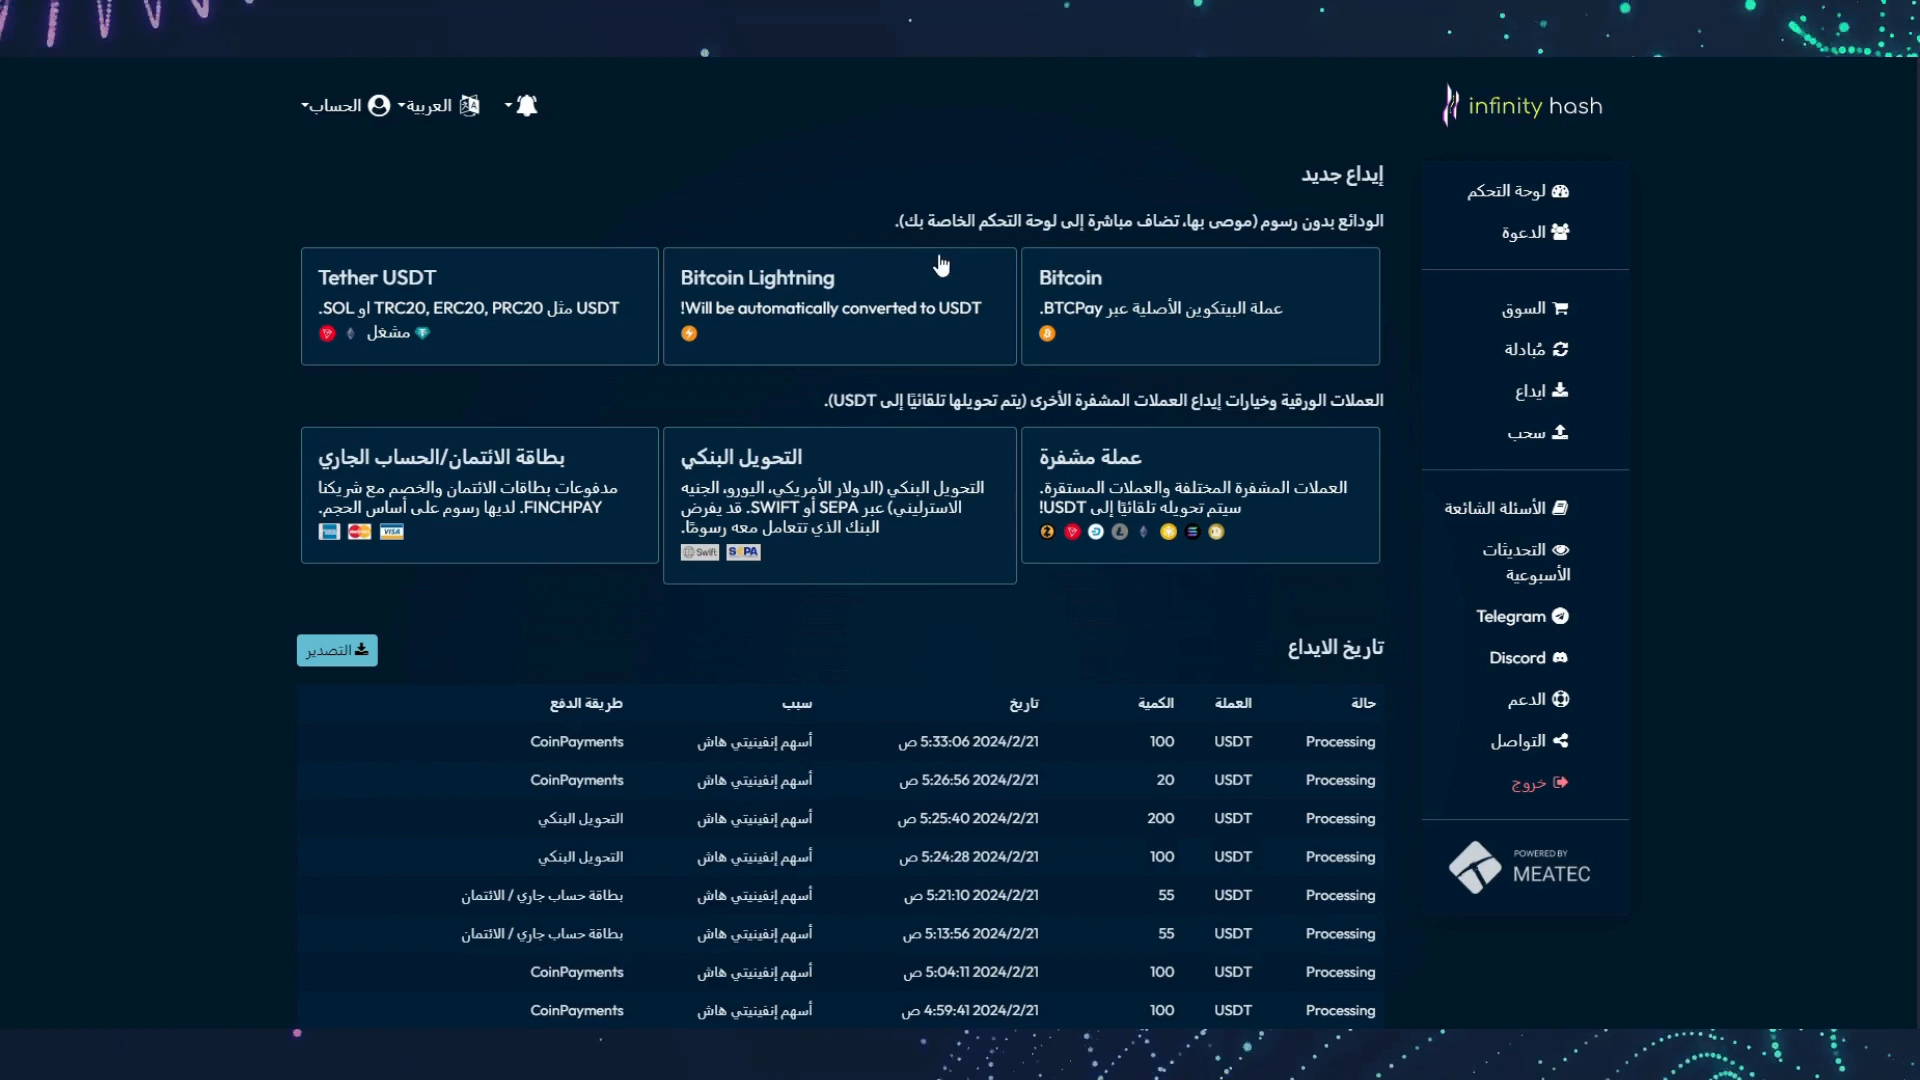 infinity hash
العربية
الحساب
لوحة التحكم
الدعوة
السوق
مُبادلة
ايداع
سحب
الأسئلة الشائعة
التحديثات
الأسبوعية
Telegram
Discord
الدعم
التواصل
خروج
POWERED BY
MEATEC
إيداع جديد
الودائع بدون رسوم (موصى بها، تضاف مباشرة إلى لوحة التحكم الخاصة بك).
Bitcoin
عملة البيتكوين الأصلية عبر BTCPay.
Bitcoin Lightning
Will be automatically converted to USDT!
Tether USDT
USDT مثل TRC20, ERC20, PRC20 او SOL.
مشغل
العملات الورقية وخيارات إيداع العملات المشفرة الأخرى (يتم تحويلها تلقائيًا إلى USDT).
عملة مشفرة
العملات المشفرة المختلفة والعملات المستقرة.
سيتم تحويله تلقائيًا إلى USDT!
التحويل البنكي
التحويل البنكي (الدولار الأمريكي، اليورو، الجنيه
الاسترليني) عبر SEPA أو SWIFT. قد يفرض
البنك الذي تتعامل معه رسومًا.
SEPA
Swift
بطاقة الائتمان/الحساب الجاري
مدفوعات بطاقات الائتمان والخصم مع شريكنا
FINCHPAY. لديها رسوم على أساس الحجم.
VISA
تاريخ الايداع
التصدير
حالة العملة الكمية تاريخ سبب طريقة الدفع
Processing USDT 100 2024/2/21 5:33:06 ص أسهم إنفينيتي هاش CoinPayments
Processing USDT 20 2024/2/21 5:26:56 ص أسهم إنفينيتي هاش CoinPayments
Processing USDT 200 2024/2/21 5:25:40 ص أسهم إنفينيتي هاش التحويل البنكي
Processing USDT 100 2024/2/21 5:24:28 ص أسهم إنفينيتي هاش التحويل البنكي
Processing USDT 55 2024/2/21 5:21:10 ص أسهم إنفينيتي هاش بطاقة حساب جاري / الائتمان
Processing USDT 55 2024/2/21 5:13:56 ص أسهم إنفينيتي هاش بطاقة حساب جاري / الائتمان
Processing USDT 100 2024/2/21 5:04:11 ص أسهم إنفينيتي هاش CoinPayments
Processing USDT 100 2024/2/21 4:59:41 ص أسهم إنفينيتي هاش CoinPayments